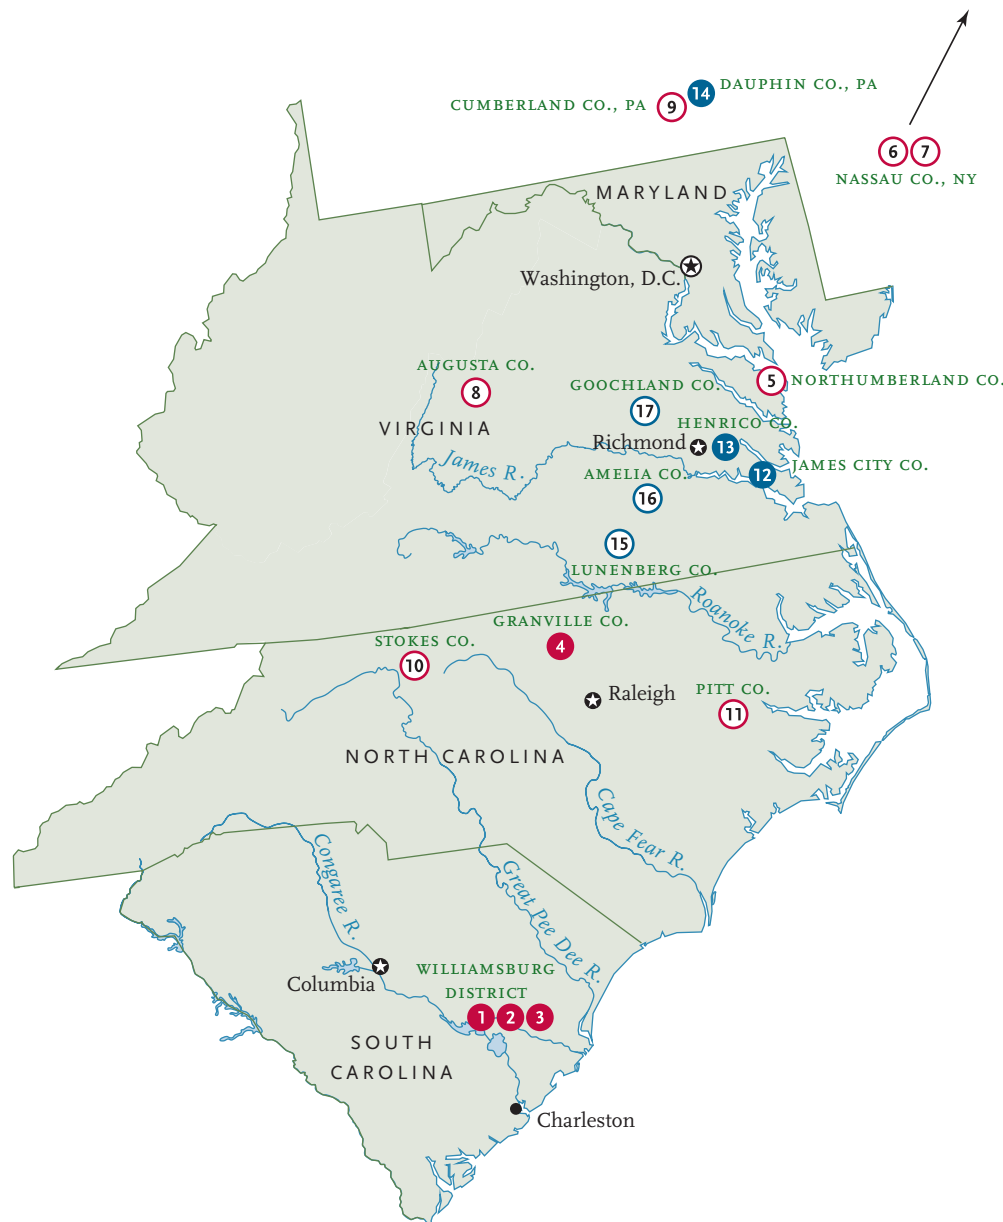 DAUPHIN CO., PA
14
CUMBERLAND CO., PA
9
6 7
NASSAU CO., NY
MARYLAND
Washington, D.C.
AUGUSTA CO.
8
GOOCHLAND CO.
17
5 NORTHUMBERLAND CO.
VIRGINIA
HENRICO CO.
Richmond
13
James R.
AMELIA CO.
16
12
JAMES CITY CO.
15
LUNENBERG CO.
Roanoke R.
GRANVILLE CO.
4
STOKES CO.
10
Raleigh
PITT CO.
11
NORTH CAROLINA
Cape Fear R.
Congaree R.
Great Pee Dee R.
Columbia
WILLIAMSBURG
DISTRICT
1 2 3
SOUTH
CAROLINA
Charleston